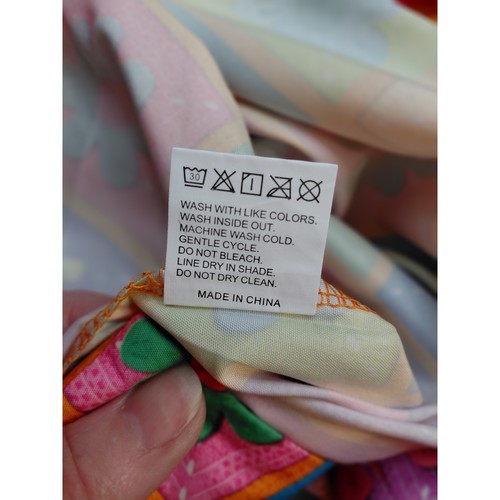 30
WASH WITH LIKE COLORS.
WASH INSIDE OUT.
MACHINE WASH COLD.
GENTLE CYCLE.
DO NOT BLEACH.
LINE DRY IN SHADE.
DO NOT DRY CLEAN.
MADE IN CHINA